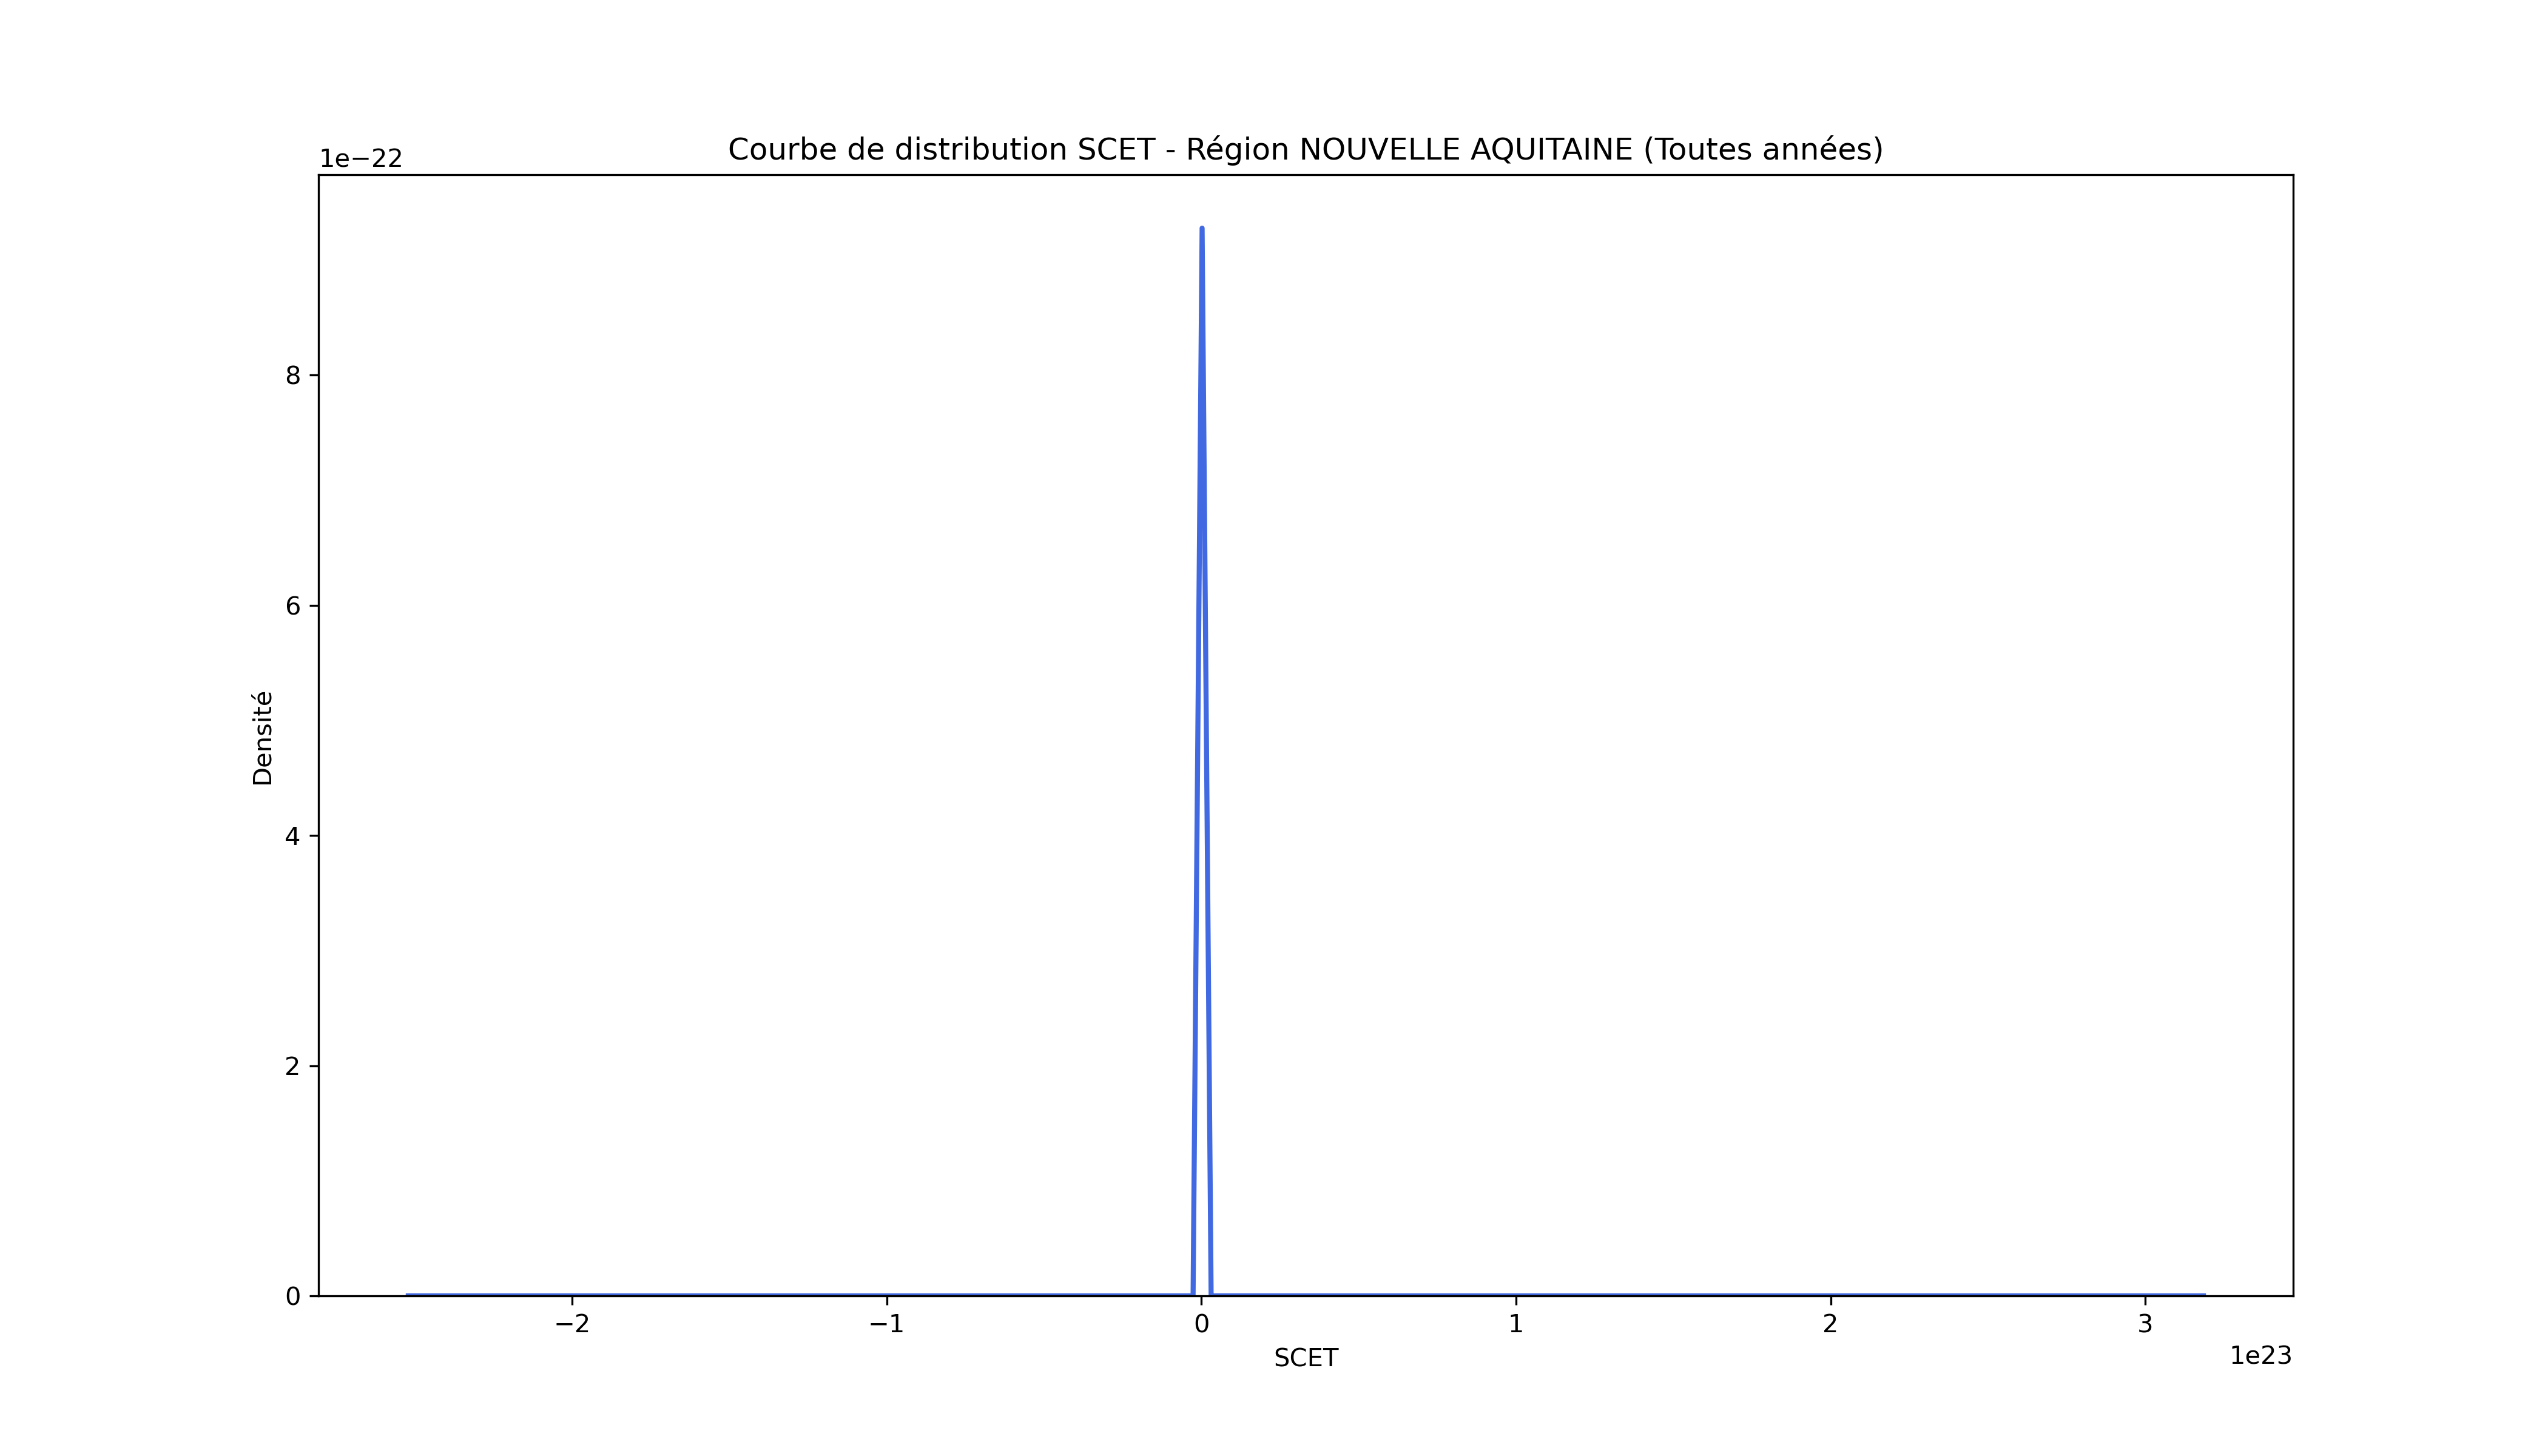 Courbe de distribution SCET - Région NOUVELLE AQUITAINE (Toutes années)
1e−22
8
6
4
2
0
Densité
−2
−1
0
1
2
3
SCET
1e23